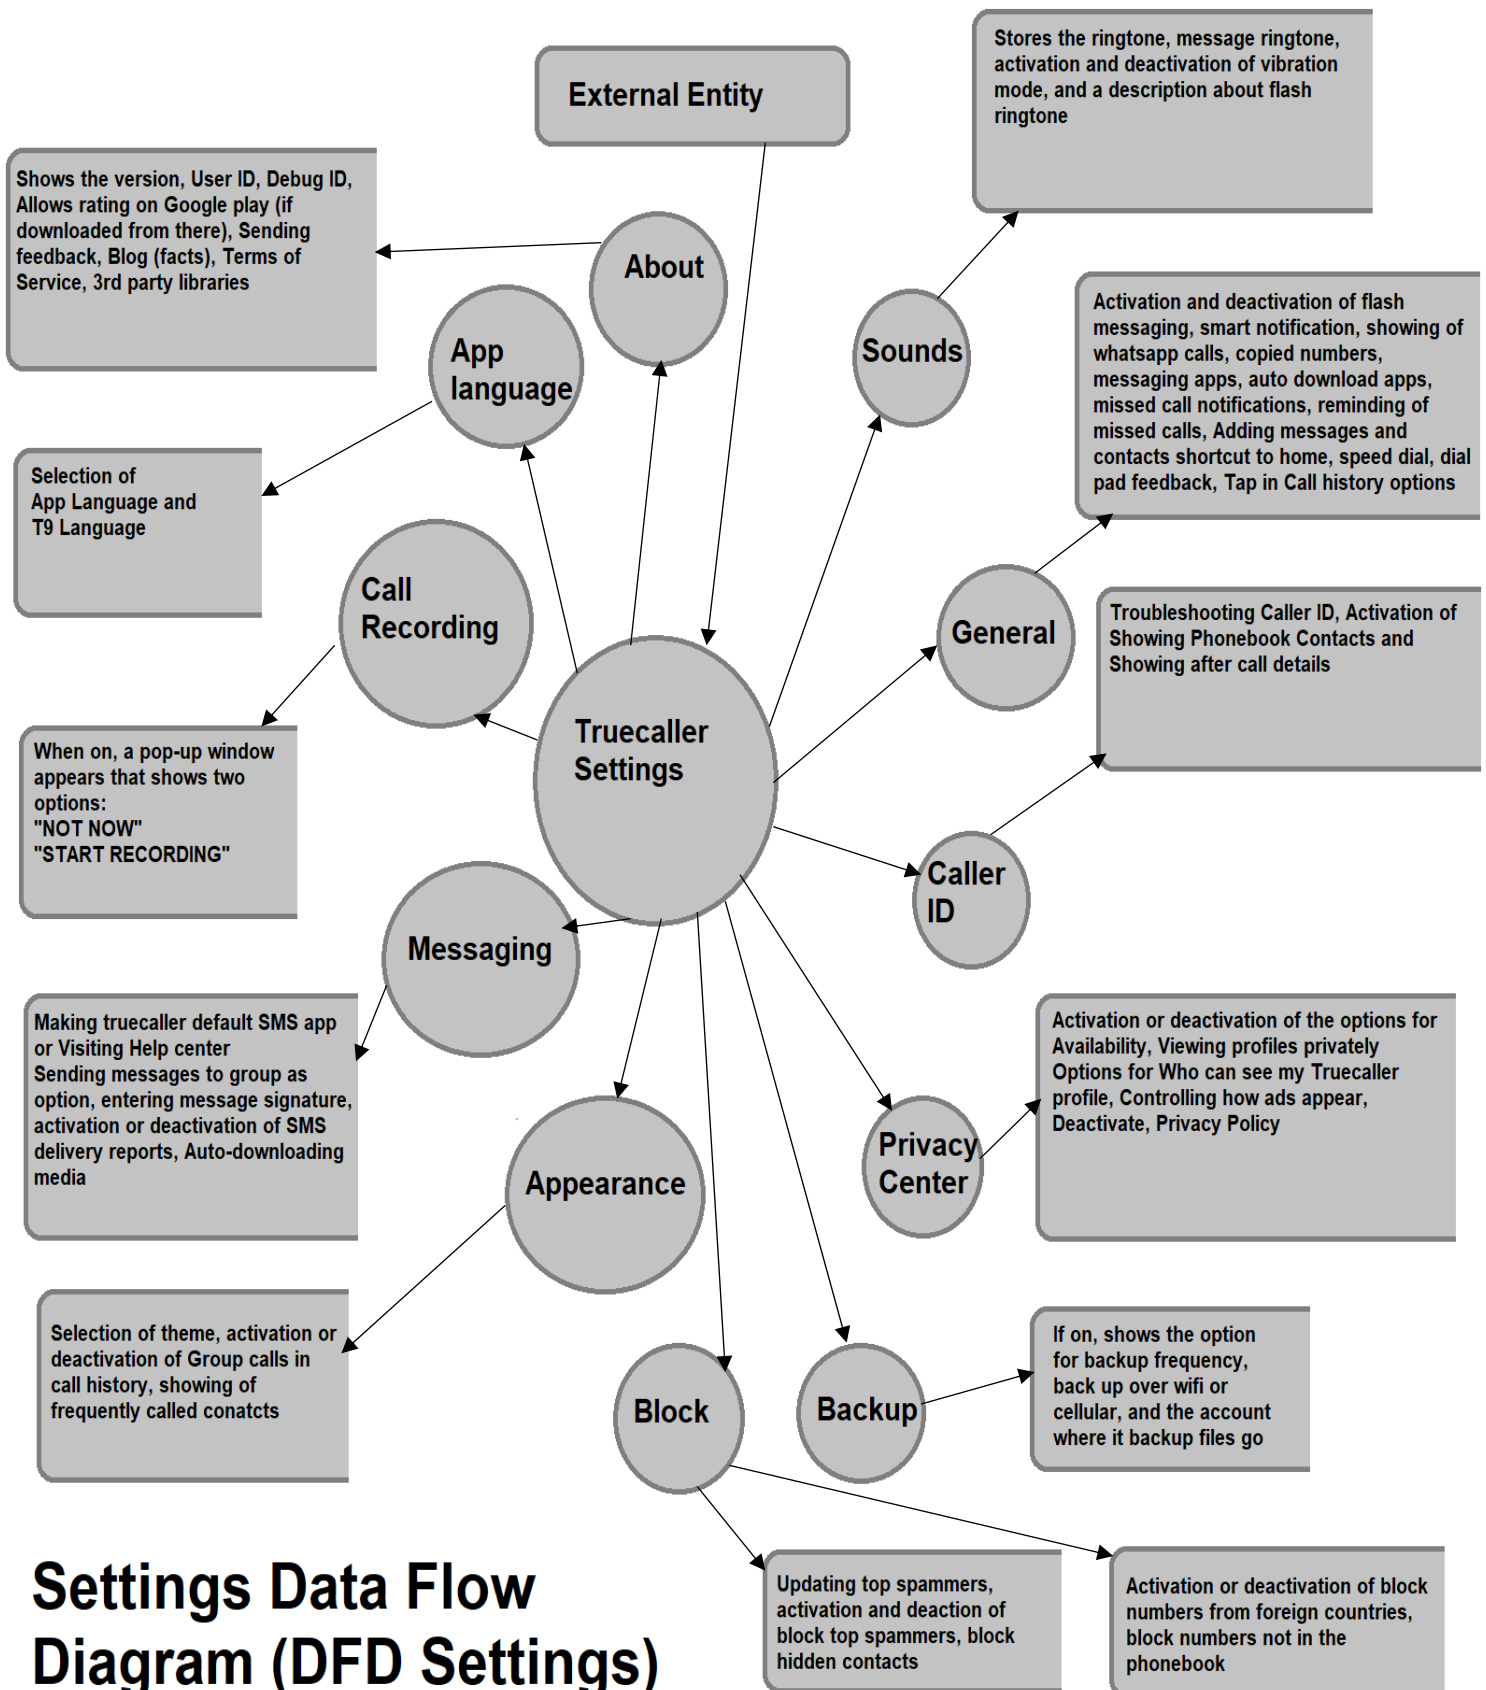 External Entity
Stores the ringtone, message ringtone,
activation and deactivation of vibration
mode, and a description about flash
ringtone
Shows the version, User ID, Debug ID,
Allows rating on Google play (if
downloaded from there), Sending
feedback, Blog (facts), Terms of
Service, 3rd party libraries
About
App
language
Sounds
Activation and deactivation of flash
messaging, smart notification, showing of
whatsapp calls, copied numbers,
messaging apps, auto download apps,
missed call notifications, reminding of
missed calls, Adding messages and
contacts shortcut to home, speed dial, dial
pad feedback, Tap in Call history options
Selection of
App Language and
T9 Language
Call
Recording
General
Troubleshooting Caller ID, Activation of
Showing Phonebook Contacts and
Showing after call details
When on, a pop-up window
appears that shows two
options:
"NOT NOW"
"START RECORDING"
Truecaller
Settings
Caller
ID
Messaging
Making truecaller default SMS app
or Visiting Help center
Sending messages to group as
option, entering message signature,
activation or deactivation of SMS
delivery reports, Auto-downloading
media
Activation or deactivation of the options for
Availability, Viewing profiles privately
Options for Who can see my Truecaller
profile, Controlling how ads appear,
Deactivate, Privacy Policy
Privacy
Center
Appearance
Selection of theme, activation or
deactivation of Group calls in
call history, showing of
frequently called conatcts
Block
Backup
If on, shows the option
for backup frequency,
back up over wifi or
cellular, and the account
where it backup files go
Updating top spammers,
activation and deaction of
block top spammers, block
hidden contacts
Activation or deactivation of block
numbers from foreign countries,
block numbers not in the
phonebook
Settings Data Flow
Diagram (DFD Settings)